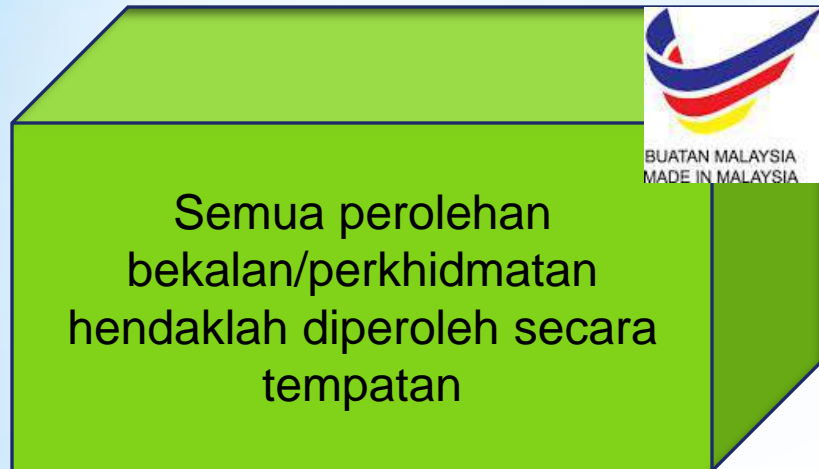 BUATAN MALAYSIA
MADE IN MALAYSIA
Semua perolehan
bekalan/perkhidmatan
hendaklah diperoleh secara
tempatan